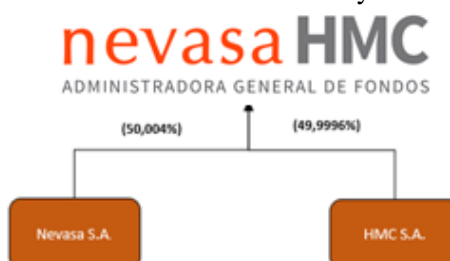 nevasa HMC
ADMINISTRADORA GENERAL DE FONDOS
(50,004%) (49,9996%)
Nevasa S.A. HMC S.A.